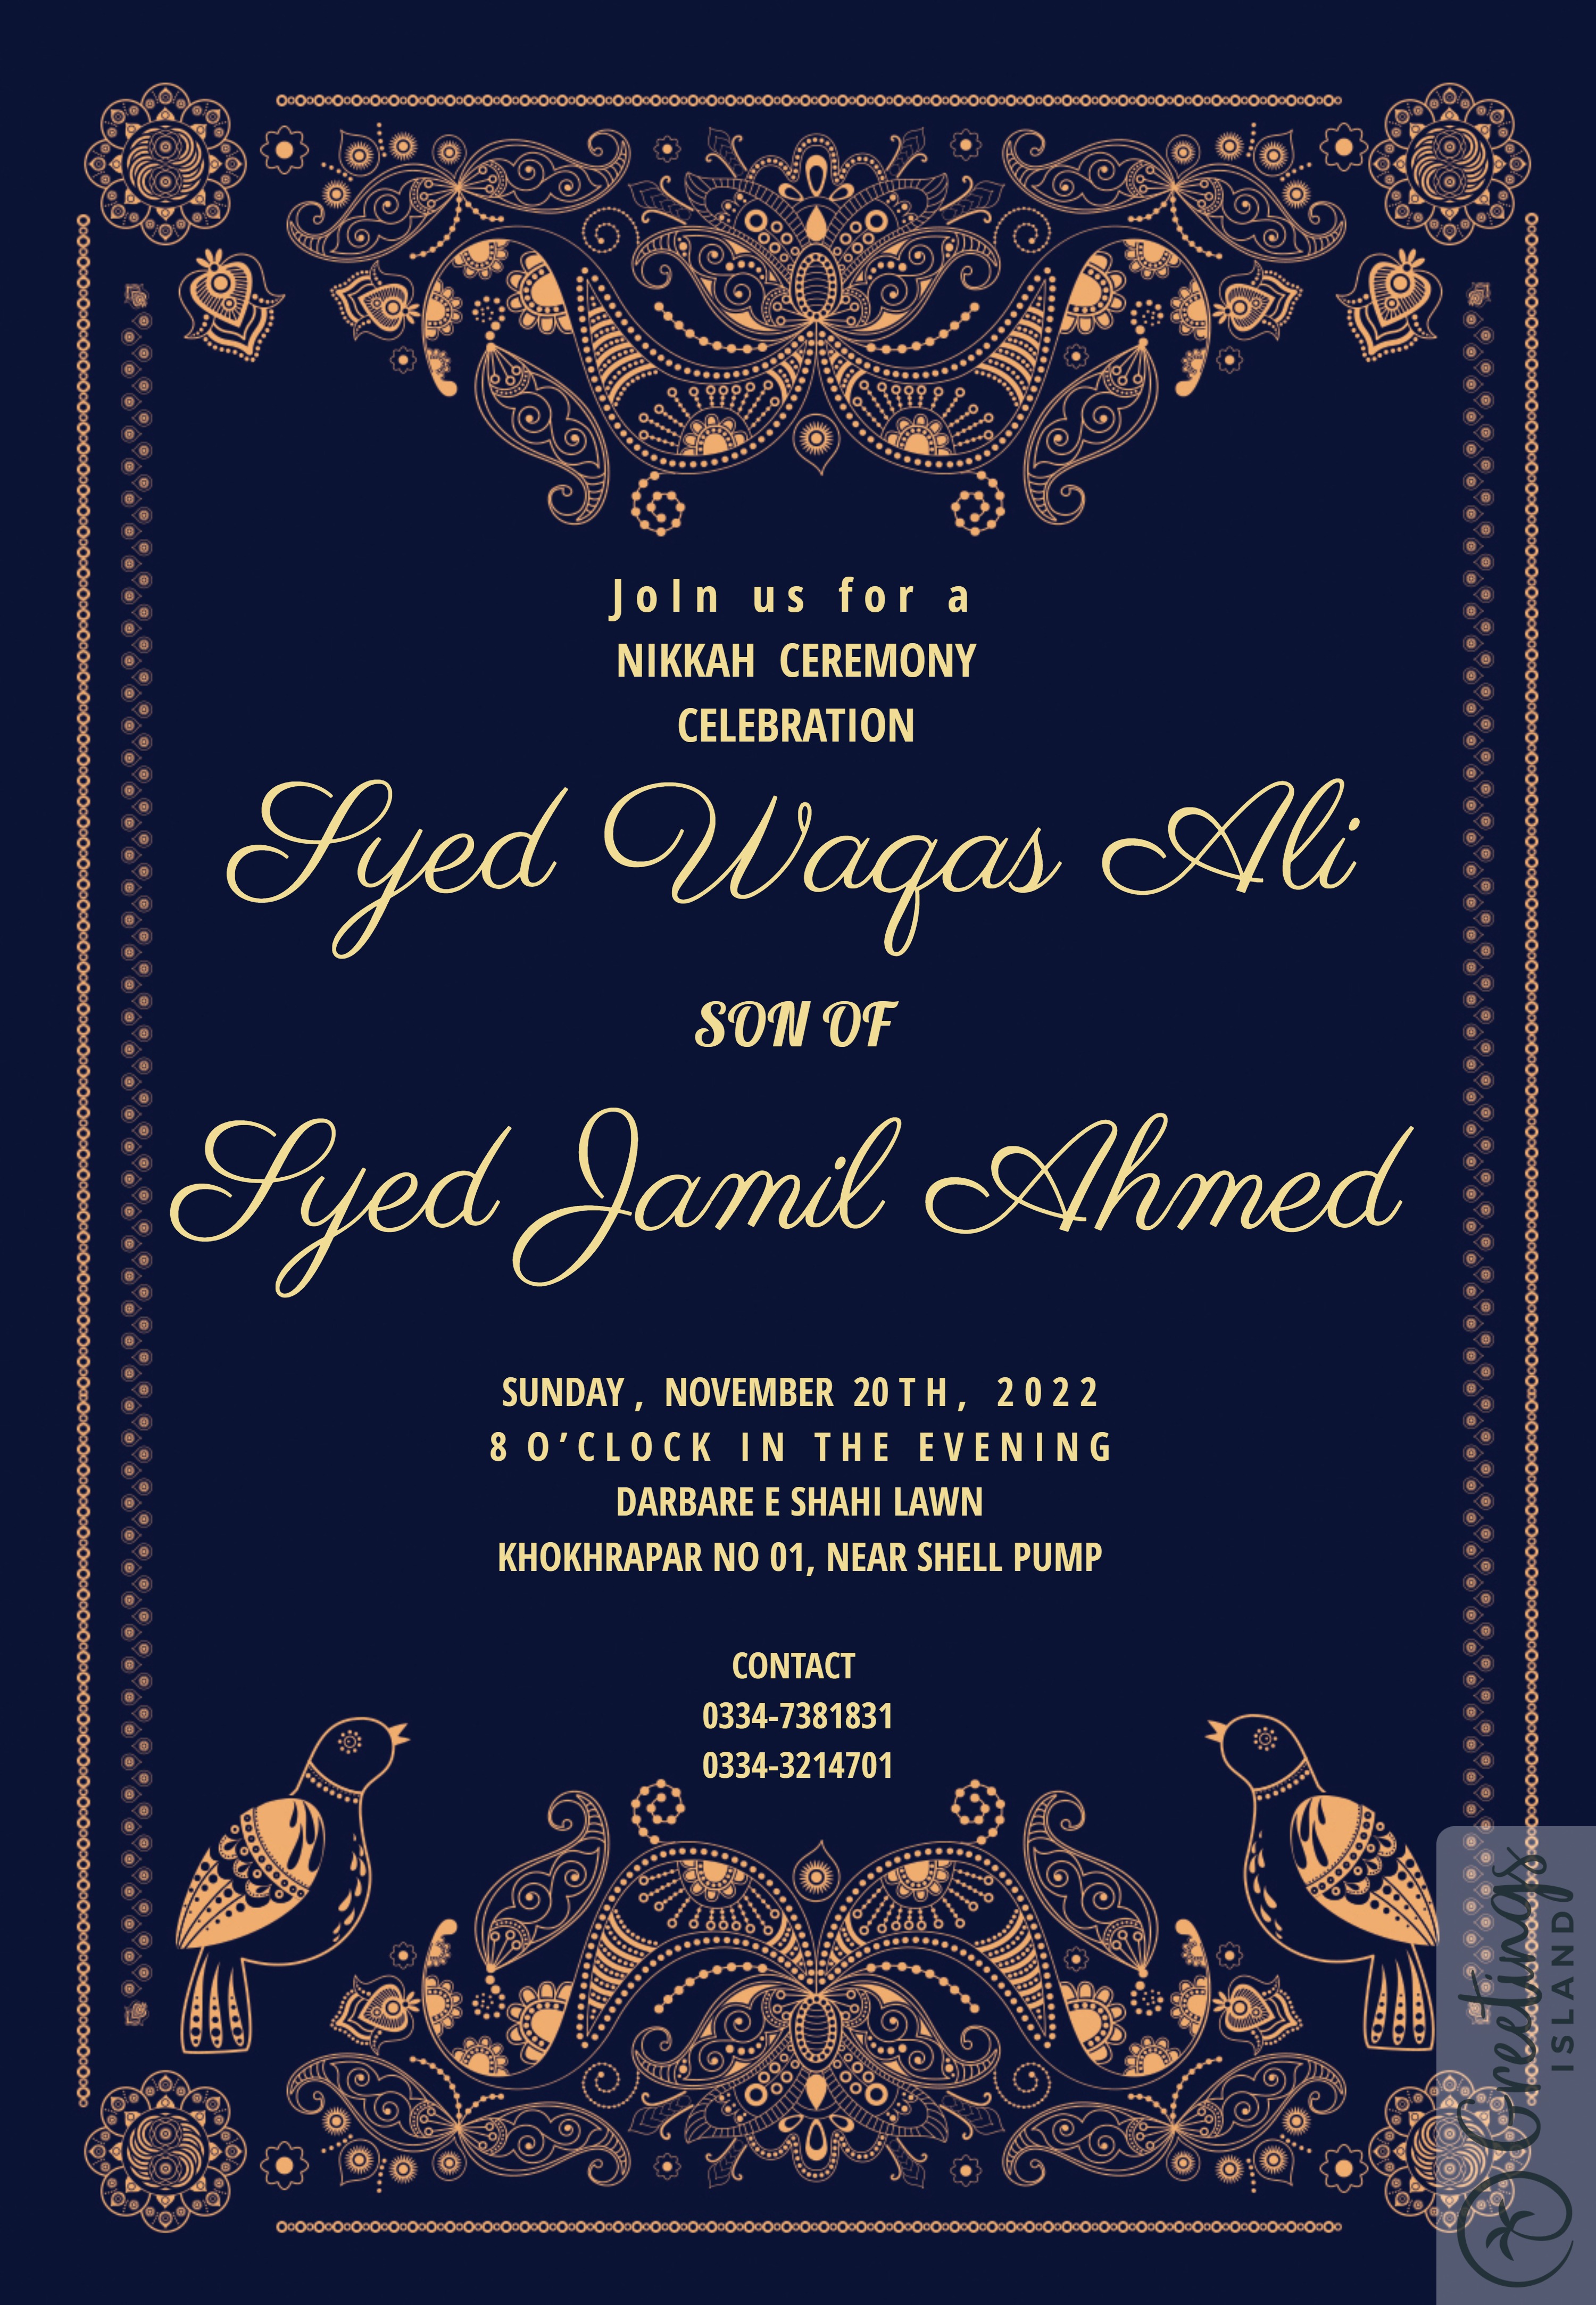 JoIn us for a
NIKKAH CEREMONY
CELEBRATION
Syed Waqas Ali
SON OF
Syed Jamil Ahmed
SUNDAY, NOVEMBER 20TH, 2022
8 O’CLOCK IN THE EVENING
DARBARE E SHAHI LAWN
KHOKHRAPAR NO 01, NEAR SHELL PUMP
CONTACT
0334-7381831
0334-3214701
Greetings
ISLAND